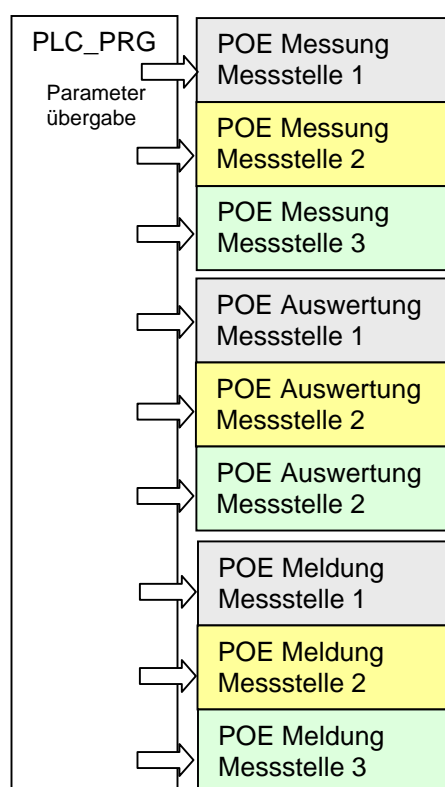 PLC_PRG
Parameter
übergabe
POE Messung
Messstelle 1
POE Messung
Messstelle 2
POE Messung
Messstelle 3
POE Auswertung
Messstelle 1
POE Auswertung
Messstelle 2
POE Auswertung
Messstelle 2
POE Meldung
Messstelle 1
POE Meldung
Messstelle 2
POE Meldung
Messstelle 3